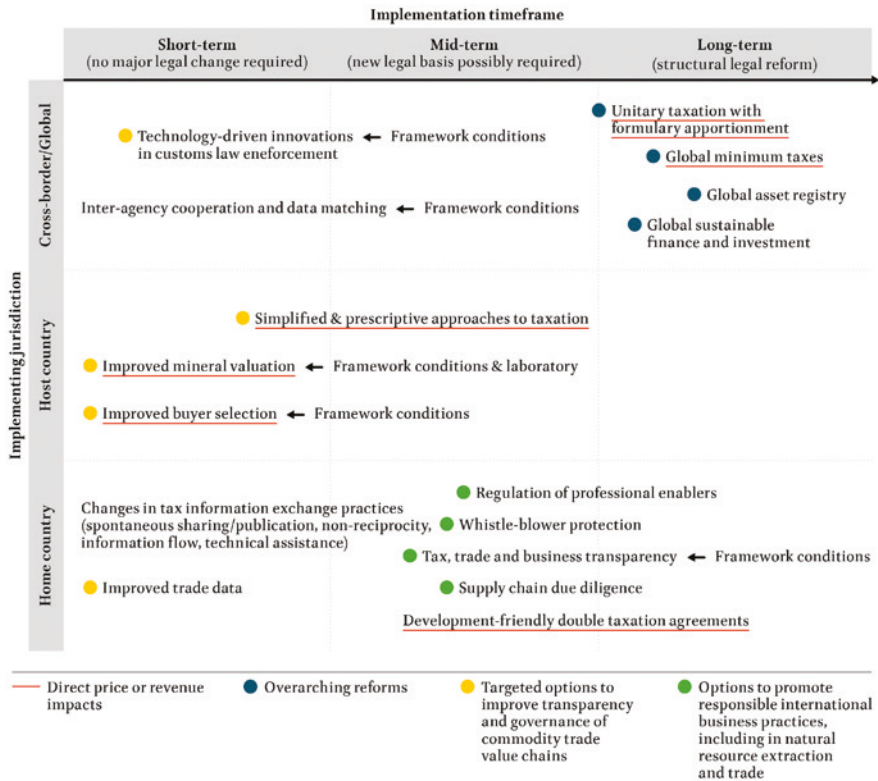 Implementation timeframe
Short-term
(no major legal change required)
Mid-term
(new legal basis possibly required)
Long-term
(structural legal reform)
Implementing jurisdiction
Cross-border/Global
Technology-driven innovations
in customs law eneforcement
Framework conditions
Unitary taxation with
formulary apportionment
Global minimum taxes
Global asset registry
Inter-agency cooperation and data matching
Framework conditions
Global sustainable
finance and investment
Host country
Simplified & prescriptive approaches to taxation
Improved mineral valuation
Framework conditions & laboratory
Improved buyer selection
Framework conditions
Home country
Regulation of professional enablers
Changes in tax information exchange practices
(spontaneous sharing/publication, non-reciprocity,
information flow, technical assistance)
Whistle-blower protection
Tax, trade and business transparency
Framework conditions
Improved trade data
Supply chain due diligence
Development-friendly double taxation agreements
Direct price or revenue
impacts
Overarching reforms
Targeted options to
improve transparency
and governance of
commodity trade
value chains
Options to promote
responsible international
business practices,
including in natural
resource extraction
and trade